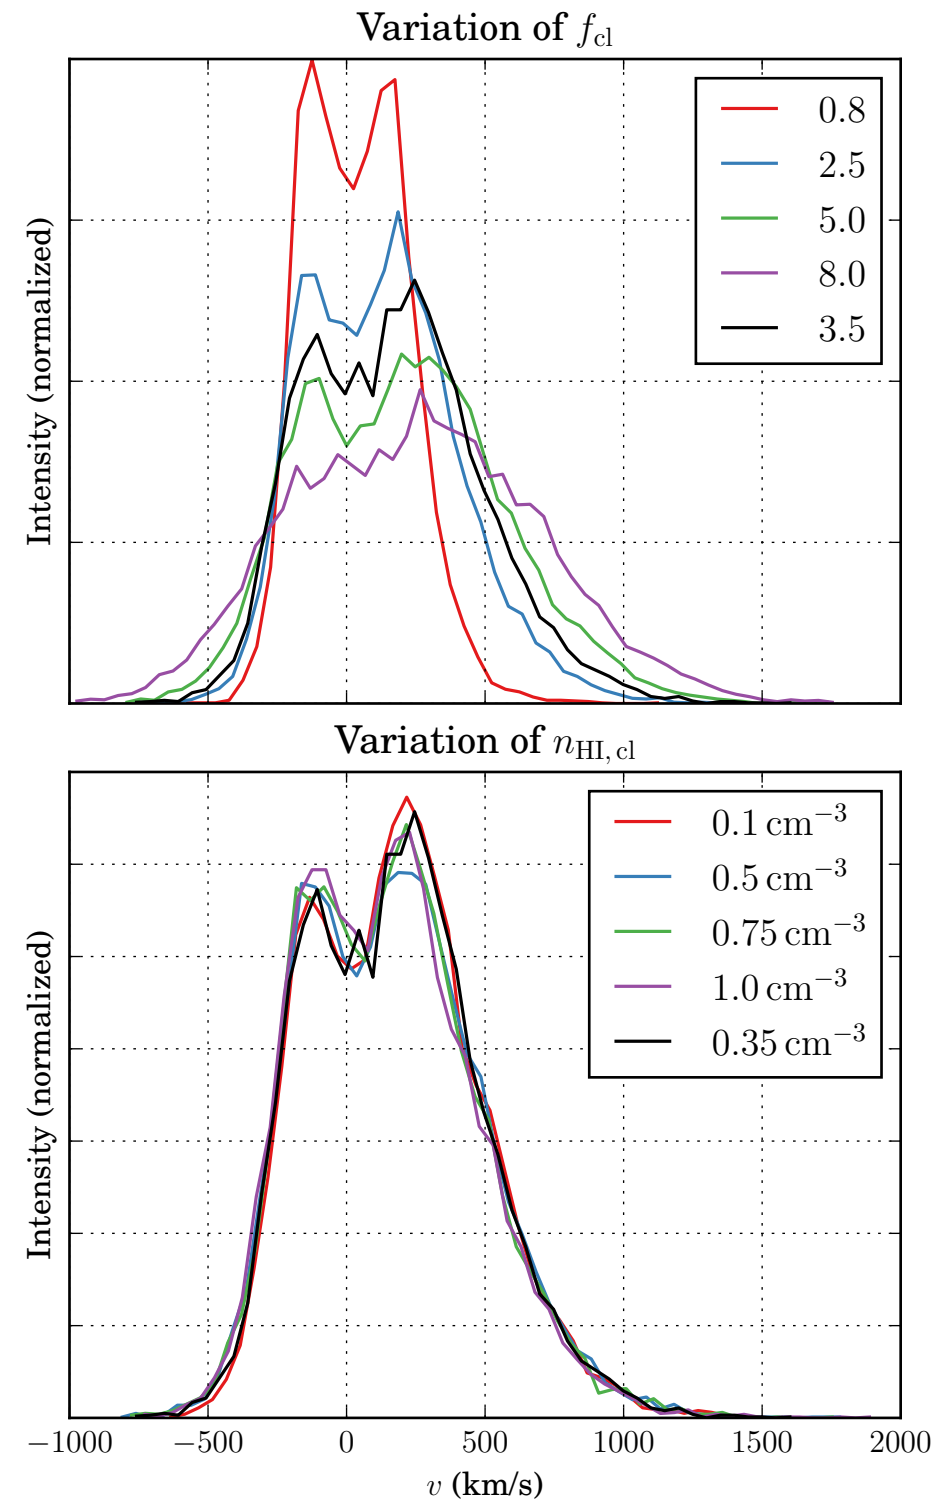 Variation of f_cl
Intensity (normalized)
0.8
2.5
5.0
8.0
3.5
Variation of n_HI, cl
Intensity (normalized)
0.1 cm⁻³
0.5 cm⁻³
0.75 cm⁻³
1.0 cm⁻³
0.35 cm⁻³
−1000 −500 0 500 1000 1500 2000
v (km/s)